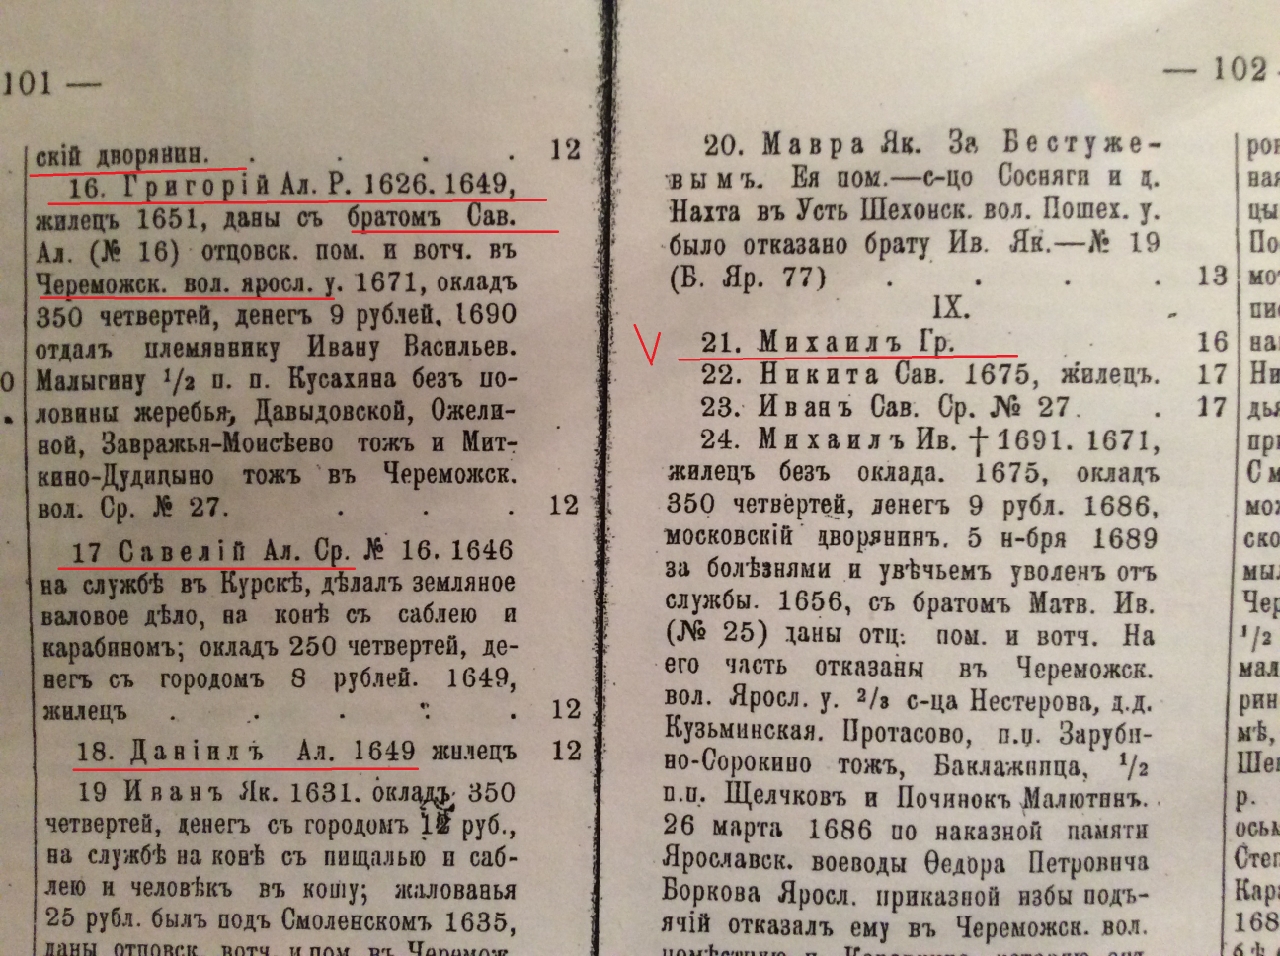 101 —
скій дворянин. . . . . 12
16. Григорій Ал. Р. 1626. 1649,
жилец 1651, даны съ братомъ Сав.
Ал. (№ 16) отцовск. пом. и вотч. въ
Череможск. вол. яросл. у. 1671, окладъ
350 четвертей, денегъ 9 рублей. 1690
отдалъ племяннику Ивану Васильев.
Малыгину ¹/₂ п. п. Кусахина безъ по-
ловины жеребья, Давыдовской, Ожели-
ной, Завражья-Моисѣево тожъ и Мит-
кино-Дудицыно тожъ въ Череможск.
вол. Ср. № 27. . . . 12
17 Савелій Ал. Ср. № 16. 1646
на службѣ въ Курскѣ, дѣлалъ земляное
валовое дѣло, на конѣ съ саблею и
карабиномъ; окладъ 250 четвертей, де-
негъ съ городомъ 8 рублей. 1649,
жилецъ . . . . . 12
18. Даніилъ Ал. 1649 жилецъ 12
19 Иванъ Як. 1631. окладъ 350
четвертей, денегъ съ городомъ руб.,
на службѣ на конѣ съ пищалью и саб-
лею и человѣкъ въ кошу; жалованья
25 рубл. былъ подъ Смоленскомъ 1635,
даны отповск. вотч. и пом. въ Черемож-
— 102 —
20. Мавра Як. За Бестуже-
вымъ. Ея пом.—с-цо Сосняги и д.
Нахта въ Усть Шехонск. вол. Пошех. у.
было отказано брату Ив. Як.—№ 19
(Б. Яр. 77) . . . . 13
IX.
21. Михаилъ Гр. 16
22. Никита Сав. 1675, жилецъ. 17
23. Иванъ Сав. Ср. № 27. . 17
24. Михаилъ Ив. † 1691. 1671,
жилецъ безъ оклада. 1675, окладъ
350 четвертей, денегъ 9 рубл. 1686,
московскій дворянинъ. 5 н-бря 1689
за болѣзнями и увѣчьемъ уволенъ отъ
службы. 1656, съ братомъ Матв. Ив.
(№ 25) даны отц. пом. и вотч. На
его часть отказаны въ Череможск.
вол. Яросл. у. ²/₃ с-ца Нестерова, д.д.
Кузьминская. Протасово, п.п. Заруби-
но-Сорокино тожъ, Баклажница, ¹/₂
п.п. Щелчковъ и Починокъ Малютинъ.
26 марта 1686 по наказной памяти
Ярославск. воеводы Ѳедора Петровича
Боркова Яросл. приказной избы подъ-
ячій отказалъ ему въ Череможск. вол.